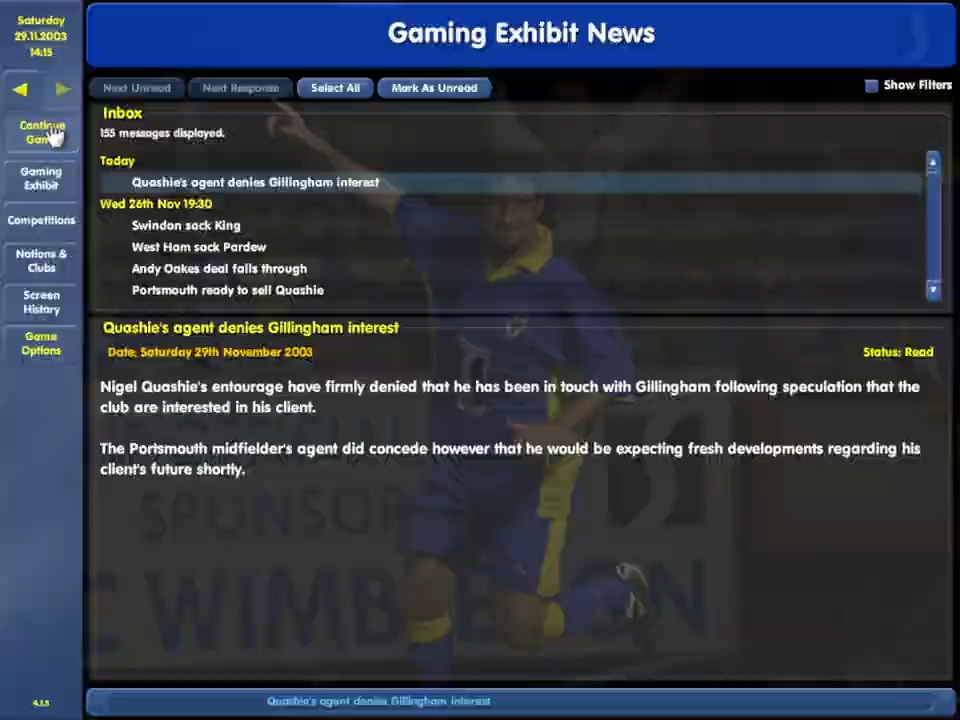 Saturday
29.11.2003
14:15
Gaming Exhibit News
Next Unread
Next Response
Select All
Mark As Unread
Show Filters
Continue
Game
Gaming
Exhibit
Competitions
Nations &
Clubs
Screen
History
Game
Options
Inbox
155 messages displayed.
Today
Quashie's agent denies Gillingham interest
Wed 26th Nov 19:30
Swindon sack King
West Ham sack Pardew
Andy Oakes deal falls through
Portsmouth ready to sell Quashie
Quashie's agent denies Gillingham interest
Date: Saturday 29th November 2003
Status: Read
Nigel Quashie's entourage have firmly denied that he has been in touch with Gillingham following speculation that the
club are interested in his client.
The Portsmouth midfielder's agent did concede however that he would be expecting fresh developments regarding his
client's future shortly.
SPONSOR
C WIMBLEDON
4.1.5
Quashie's agent denies Gillingham interest